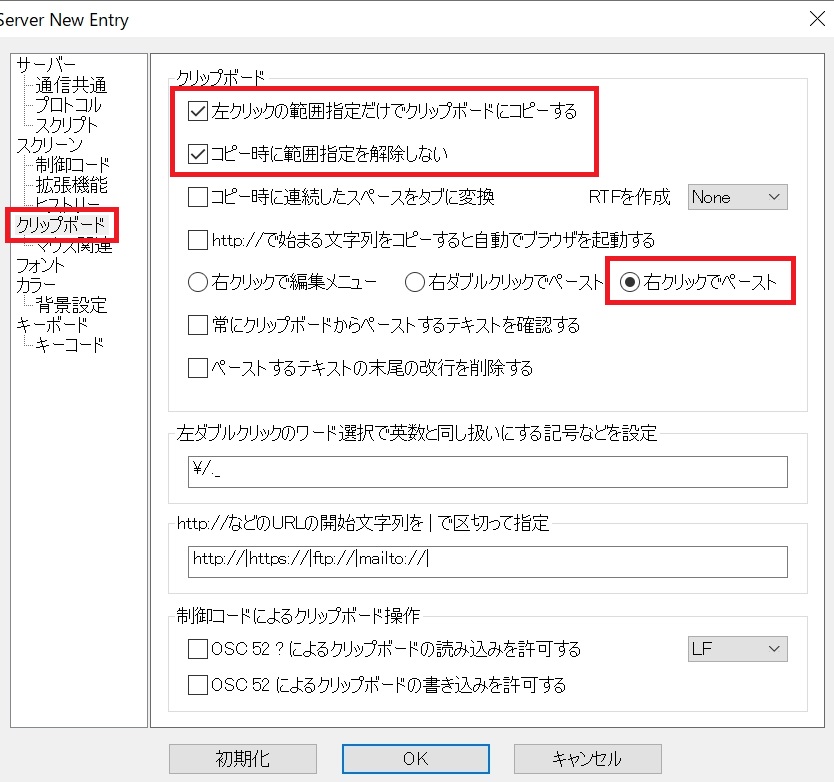 Server New Entry
サーバー
通信共通
プロトコル
スクリプト
スクリーン
制御コード
拡張機能
ヒストリー
クリップボード
マウス関連
フォント
カラー
背景設定
キーボード
キーコード
クリップボード
左クリックの範囲指定だけでクリップボードにコピーする
コピー時に範囲指定を解除しない
コピー時に連続したスペースをタブに変換 RTFを作成 None
http://で始まる文字列をコピーすると自動でブラウザを起動する
右クリックで編集メニュー 右ダブルクリックでペースト 右クリックでペースト
常にクリップボードからペーストするテキストを確認する
ペーストするテキストの末尾の改行を削除する
左ダブルクリックのワード選択で英数と同し扱いにする記号などを設定
¥/._
http://などのURLの開始文字列を | で区切って指定
http://|https://|ftp://|mailto://|
制御コードによるクリップボード操作
OSC 52 ? によるクリップボードの読み込みを許可する LF
OSC 52 によるクリップボードの書き込みを許可する
初期化 OK キャンセル